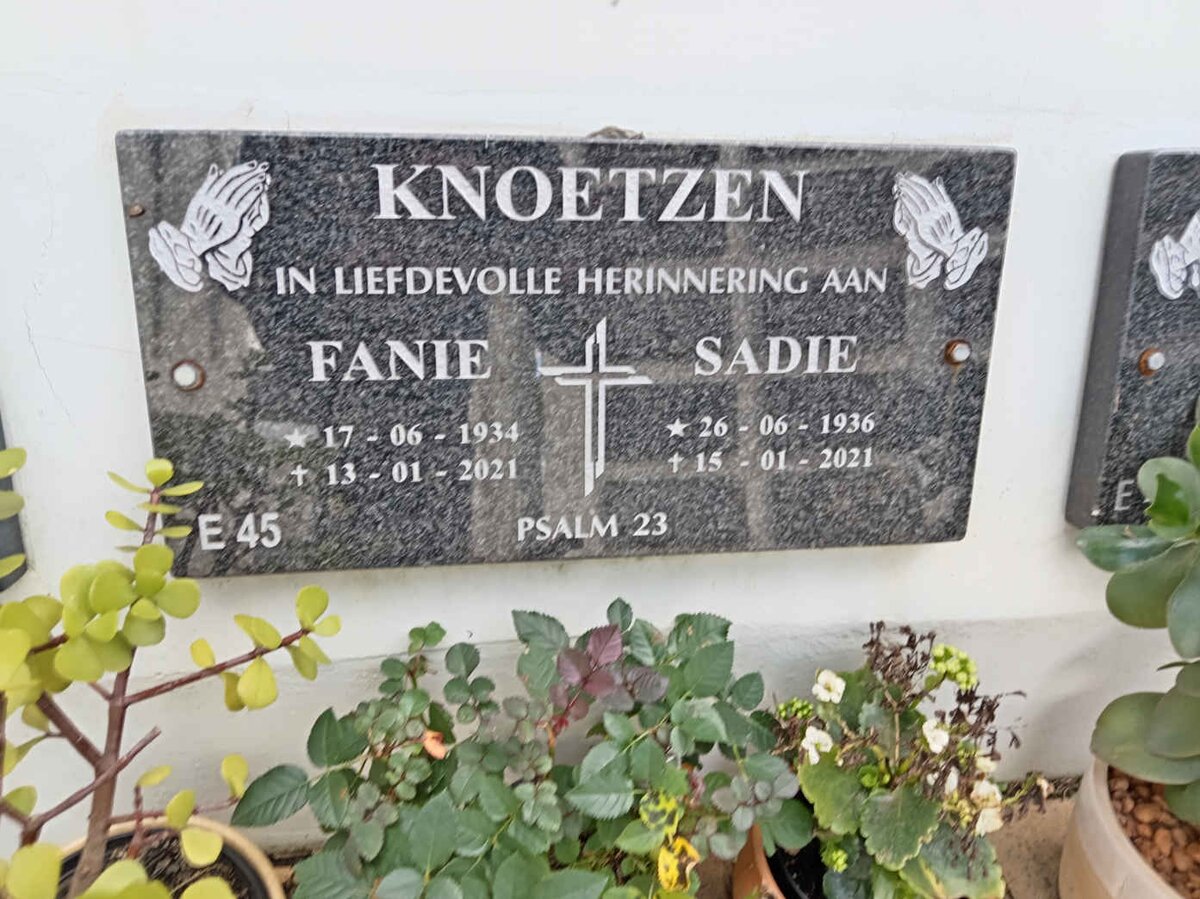 KNOETZEN
IN LIEFDEVOLLE HERINNERING AAN
FANIE SADIE
★ 17 - 06 - 1934 ★ 26 - 06 - 1936
✝ 13 - 01 - 2021 ✝ 15 - 01 - 2021
E 45 PSALM 23
E